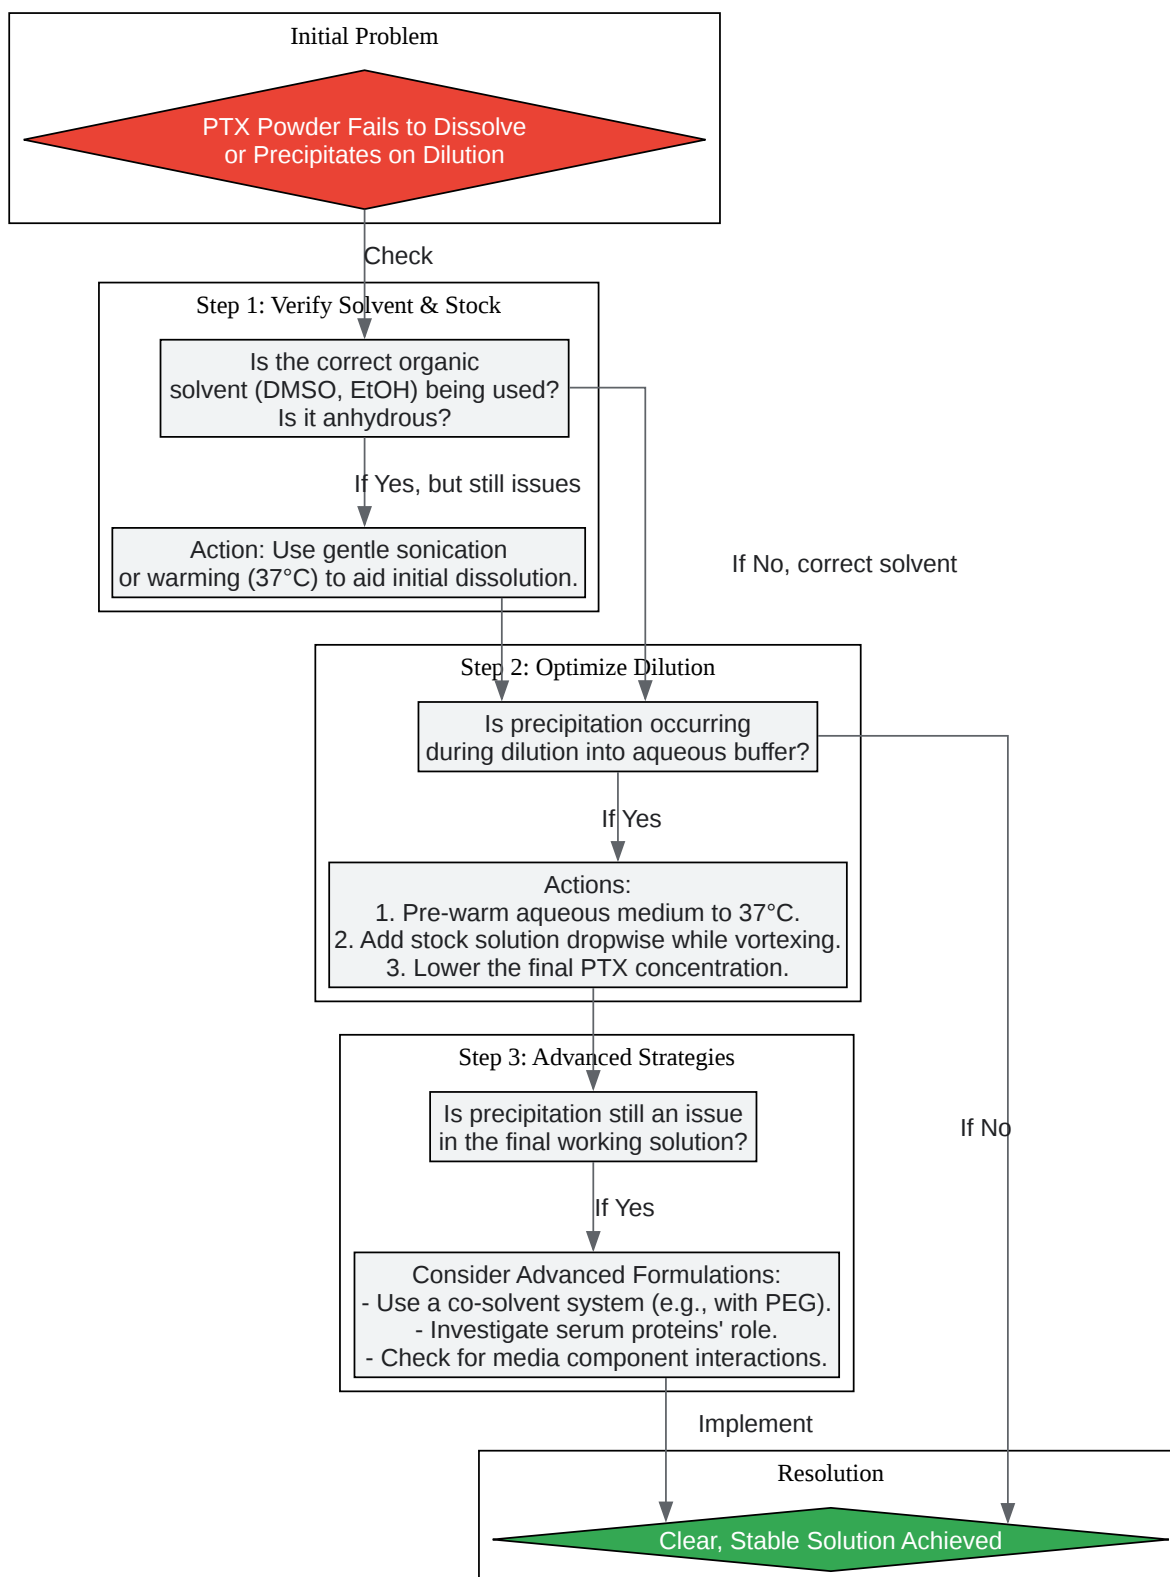 Initial Problem
PTX Powder Fails to Dissolve
or Precipitates on Dilution
Check
Step 1: Verify Solvent & Stock
Is the correct organic
solvent (DMSO, EtOH) being used?
Is it anhydrous?
If Yes, but still issues
Action: Use gentle sonication
or warming (37°C) to aid initial dissolution.
If No, correct solvent
Step 2: Optimize Dilution
Is precipitation occurring
during dilution into aqueous buffer?
If Yes
Actions:
1. Pre-warm aqueous medium to 37°C.
2. Add stock solution dropwise while vortexing.
3. Lower the final PTX concentration.
Step 3: Advanced Strategies
Is precipitation still an issue
in the final working solution?
If No
If Yes
Consider Advanced Formulations:
- Use a co-solvent system (e.g., with PEG).
- Investigate serum proteins' role.
- Check for media component interactions.
Implement
Resolution
Clear, Stable Solution Achieved